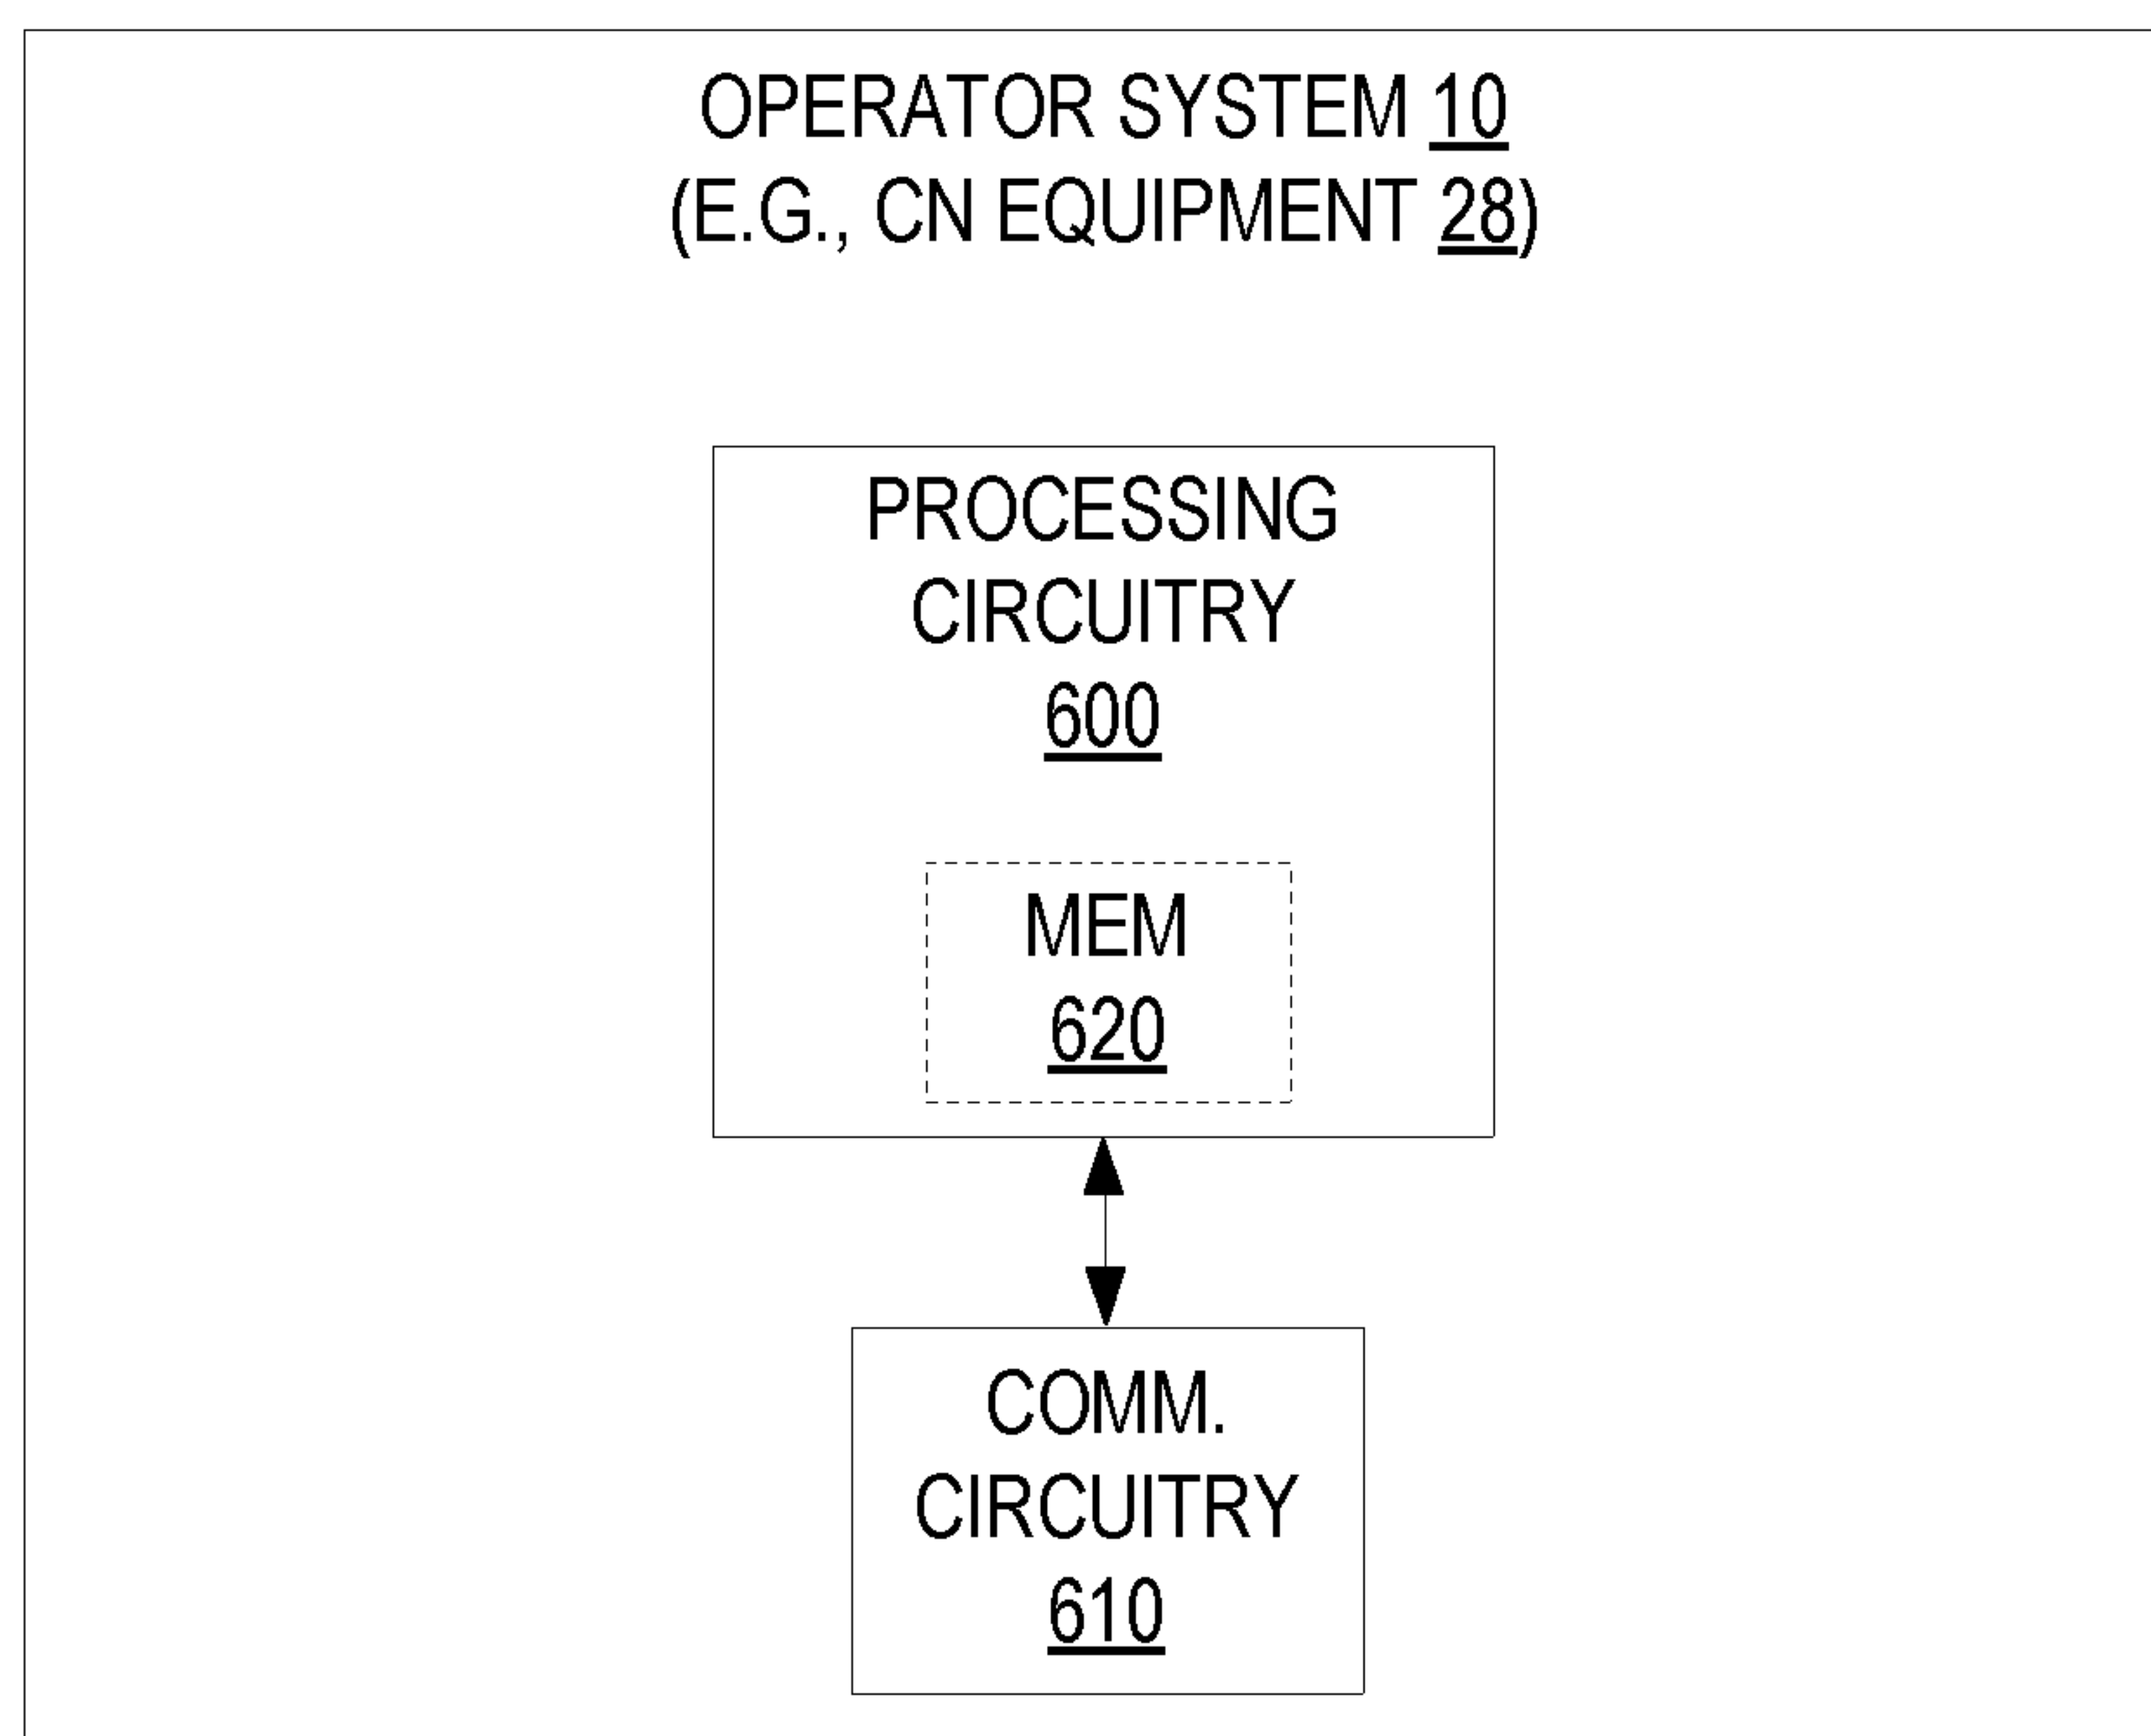 OPERATOR SYSTEM 10
(E.G., CN EQUIPMENT 28)
PROCESSING
CIRCUITRY
600
MEM
620
COMM.
CIRCUITRY
610